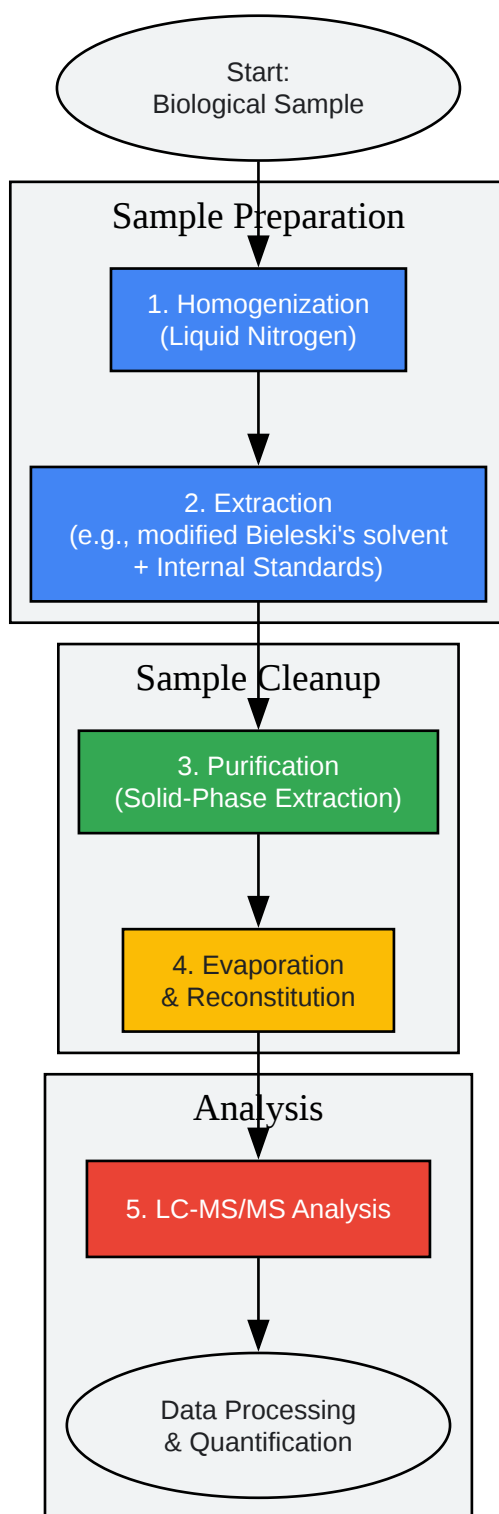 Start:
Biological Sample
Sample Preparation
1. Homogenization
(Liquid Nitrogen)
2. Extraction
(e.g., modified Bieleski's solvent
+ Internal Standards)
Sample Cleanup
3. Purification
(Solid-Phase Extraction)
4. Evaporation
& Reconstitution
Analysis
5. LC-MS/MS Analysis
Data Processing
& Quantification